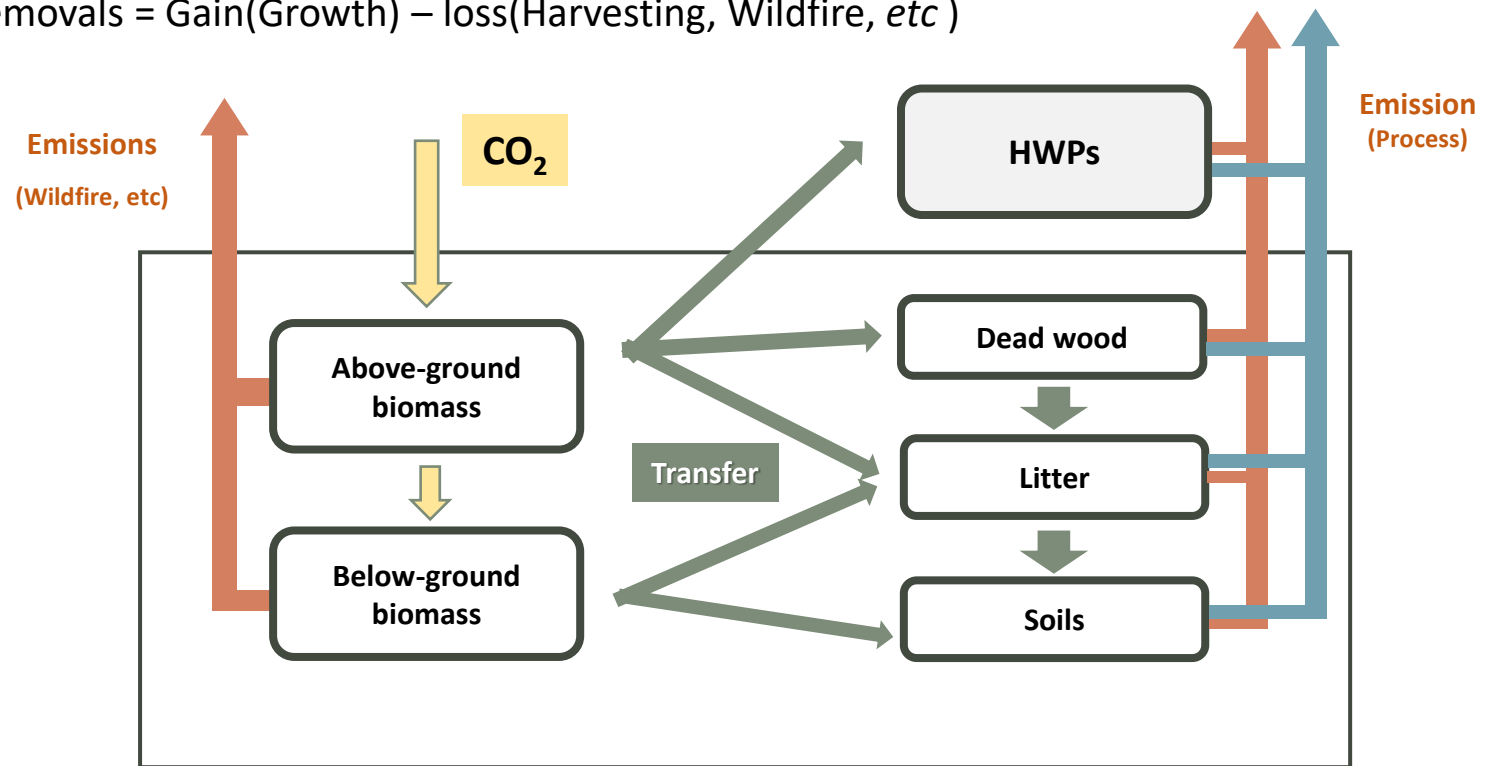 emovals = Gain(Growth) – loss(Harvesting, Wildfire, etc )
Emissions
(Wildfire, etc)
CO₂
HWPs
Emission
(Process)
Above-ground
biomass
Dead wood
Transfer
Litter
Below-ground
biomass
Soils